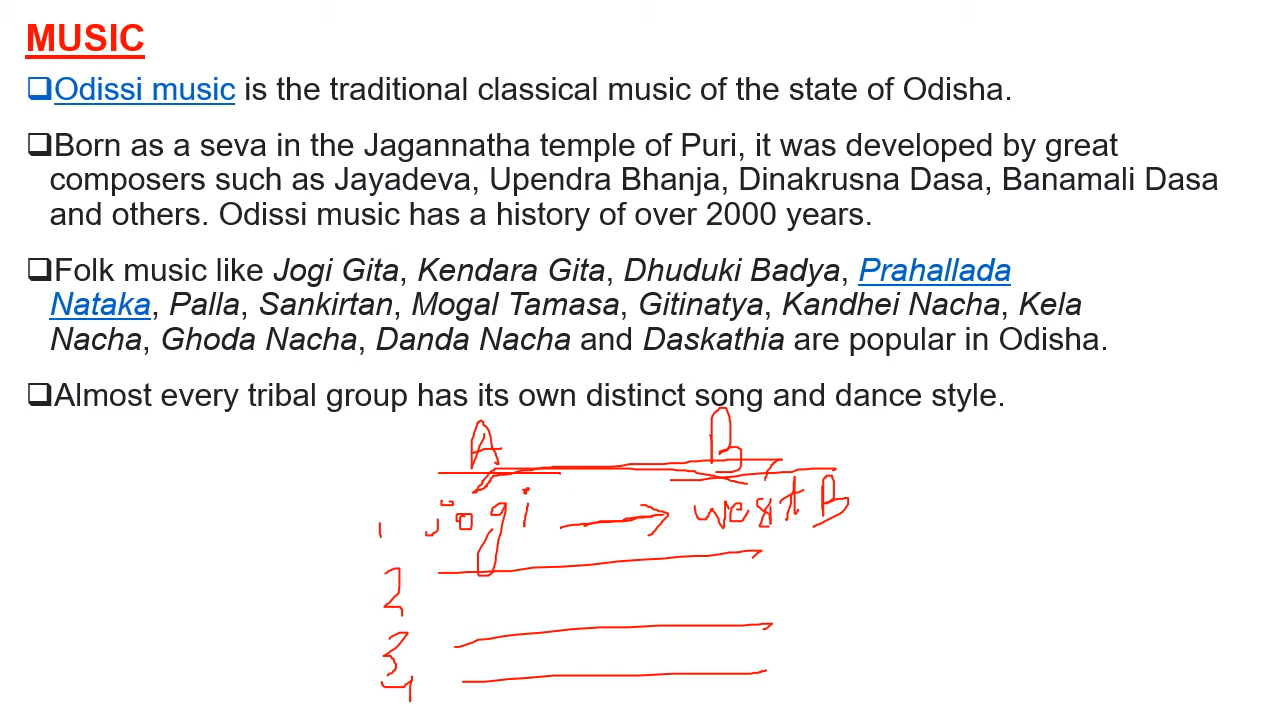 MUSIC
❑Odissi music is the traditional classical music of the state of Odisha.
❑Born as a seva in the Jagannatha temple of Puri, it was developed by great
composers such as Jayadeva, Upendra Bhanja, Dinakrusna Dasa, Banamali Dasa
and others. Odissi music has a history of over 2000 years.
❑Folk music like Jogi Gita, Kendara Gita, Dhuduki Badya, Prahallada
Nataka, Palla, Sankirtan, Mogal Tamasa, Gitinatya, Kandhei Nacha, Kela
Nacha, Ghoda Nacha, Danda Nacha and Daskathia are popular in Odisha.
❑Almost every tribal group has its own distinct song and dance style.
A B
1 Jogi → west B
2
3
4